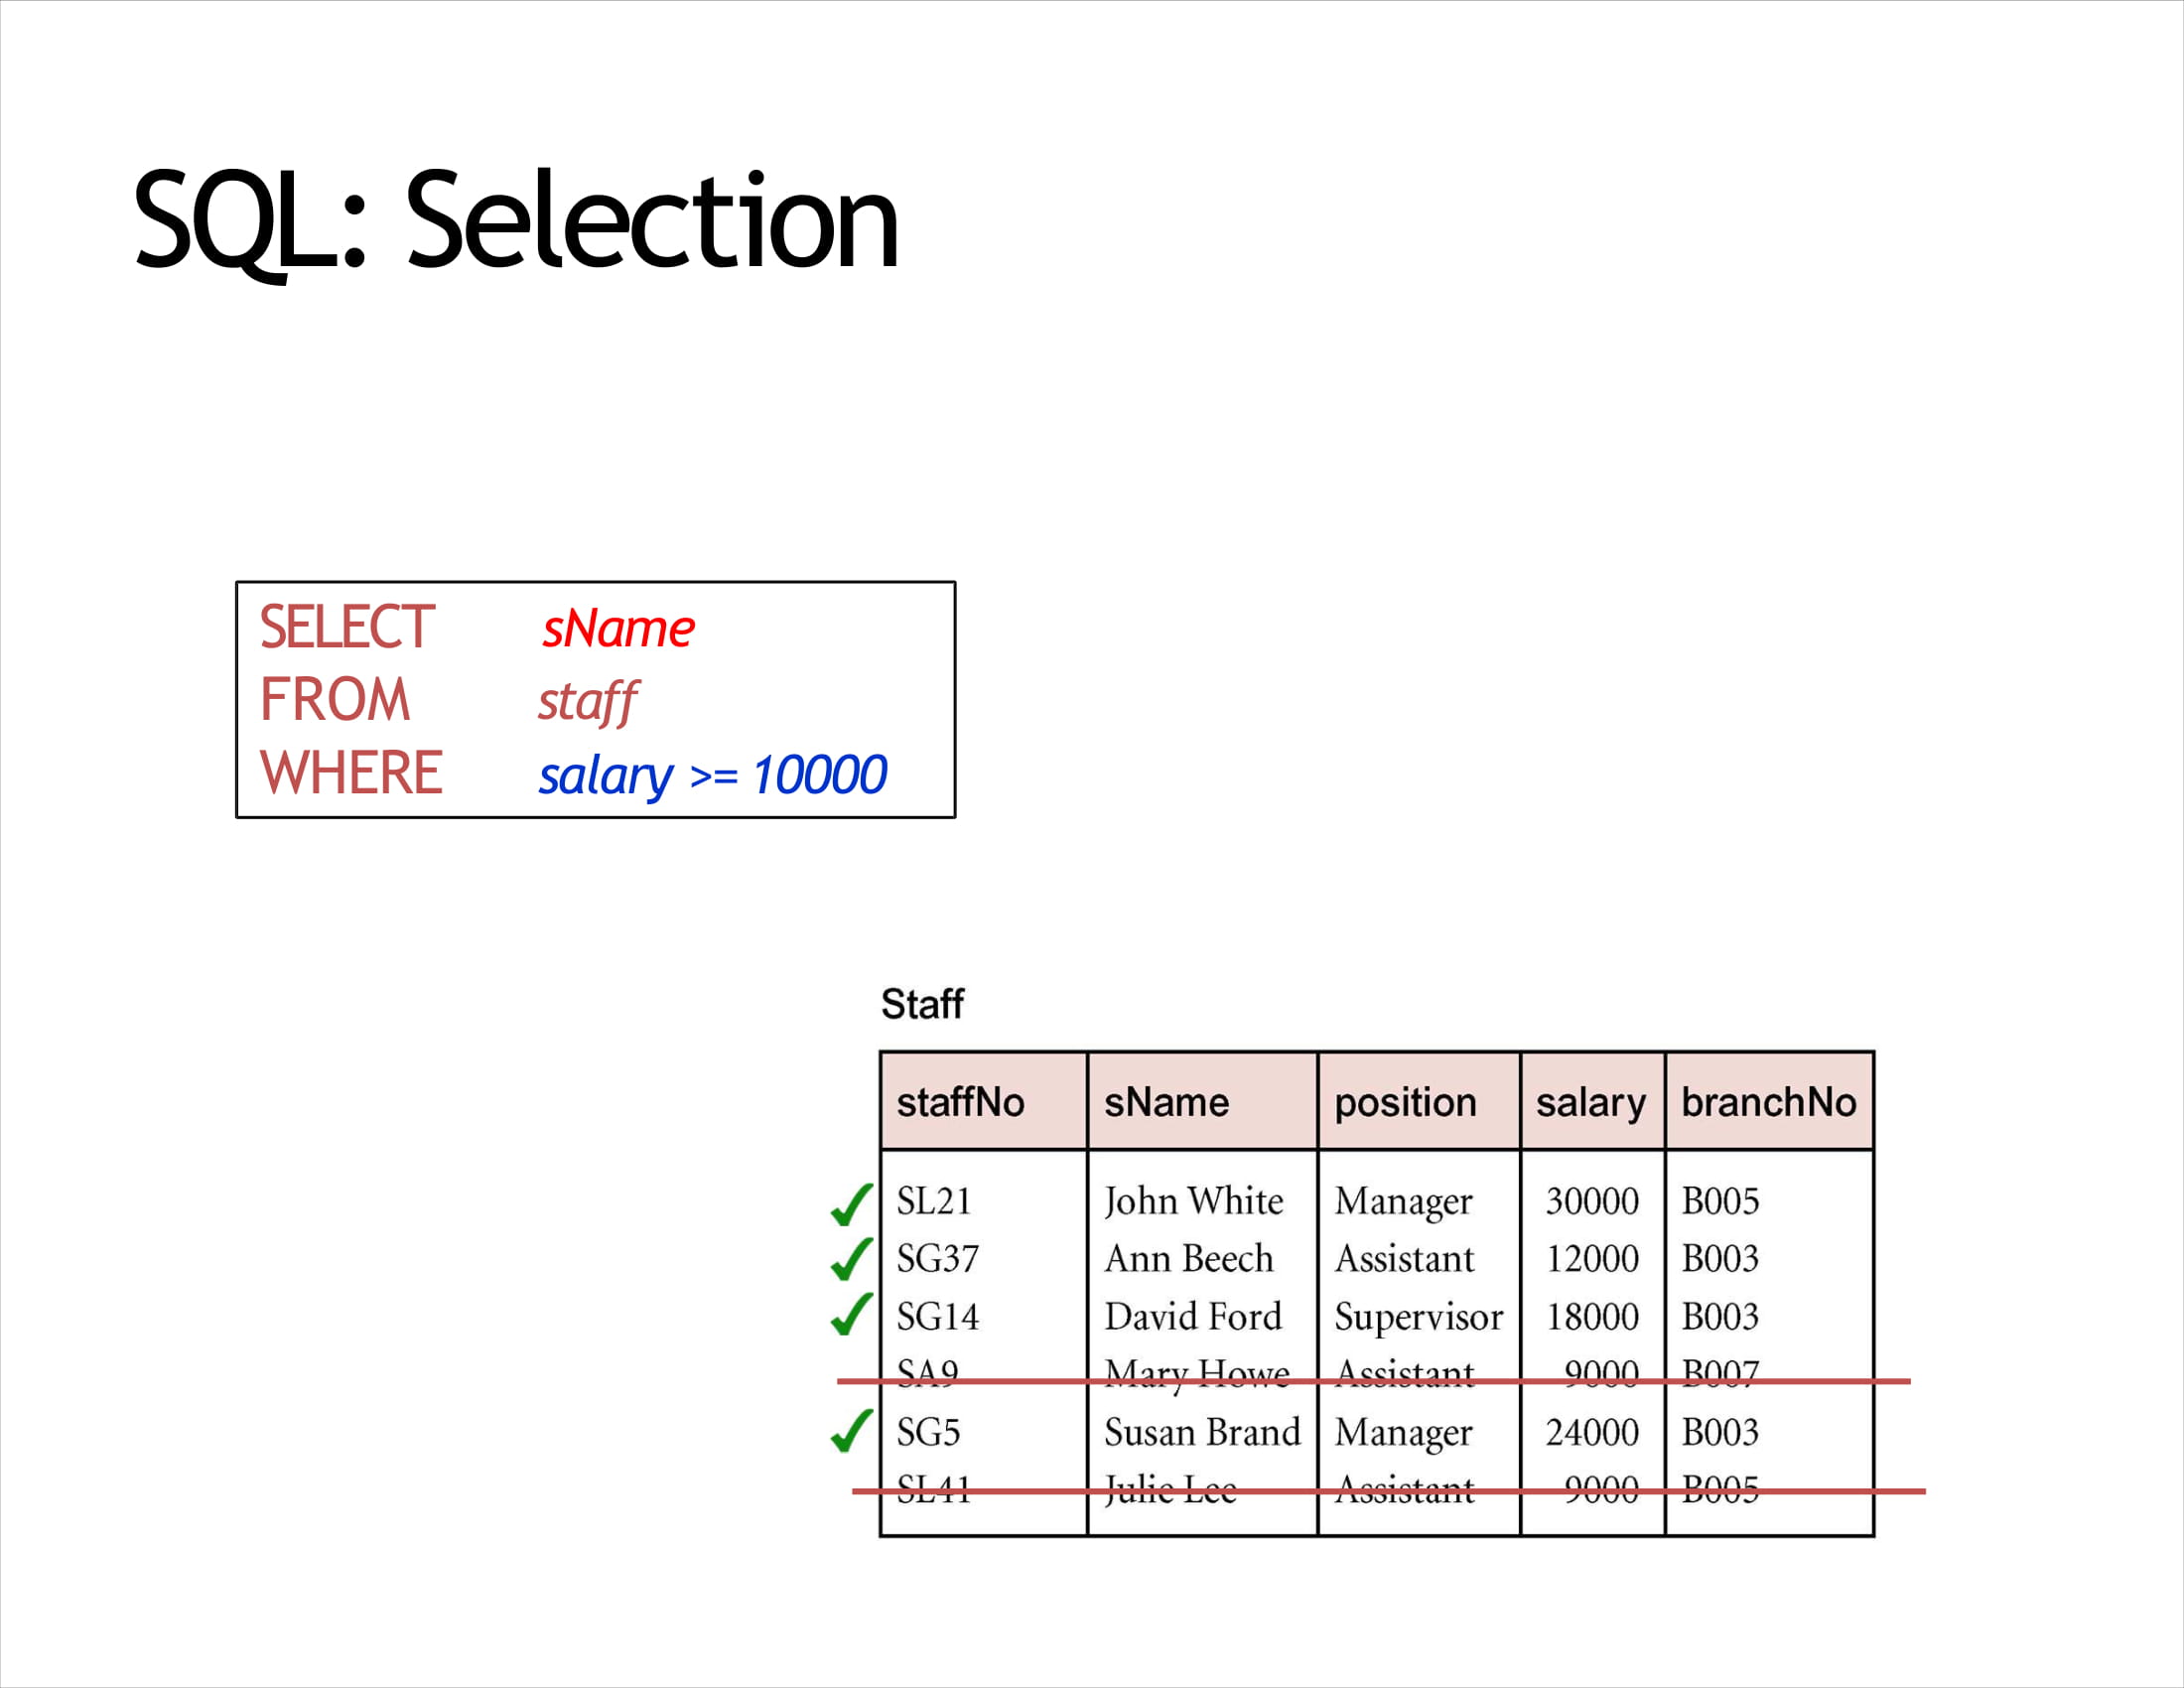 SQL: Selection
SELECT sName
FROM staff
WHERE salary >= 10000
Staff
staffNo sName position salary branchNo
SL21 John White Manager 30000 B005
SG37 Ann Beech Assistant 12000 B003
SG14 David Ford Supervisor 18000 B003
SA9 Mary Howe Assistant 9000 B007
SG5 Susan Brand Manager 24000 B003
SL41 Julie Lee Assistant 9000 B005